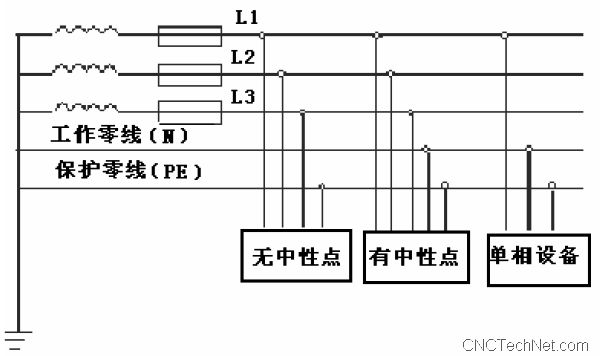 L1
L2
L3
工作零线(N)
保护零线(PE)
无中性点
有中性点
单相设备
CNCTechNet.com